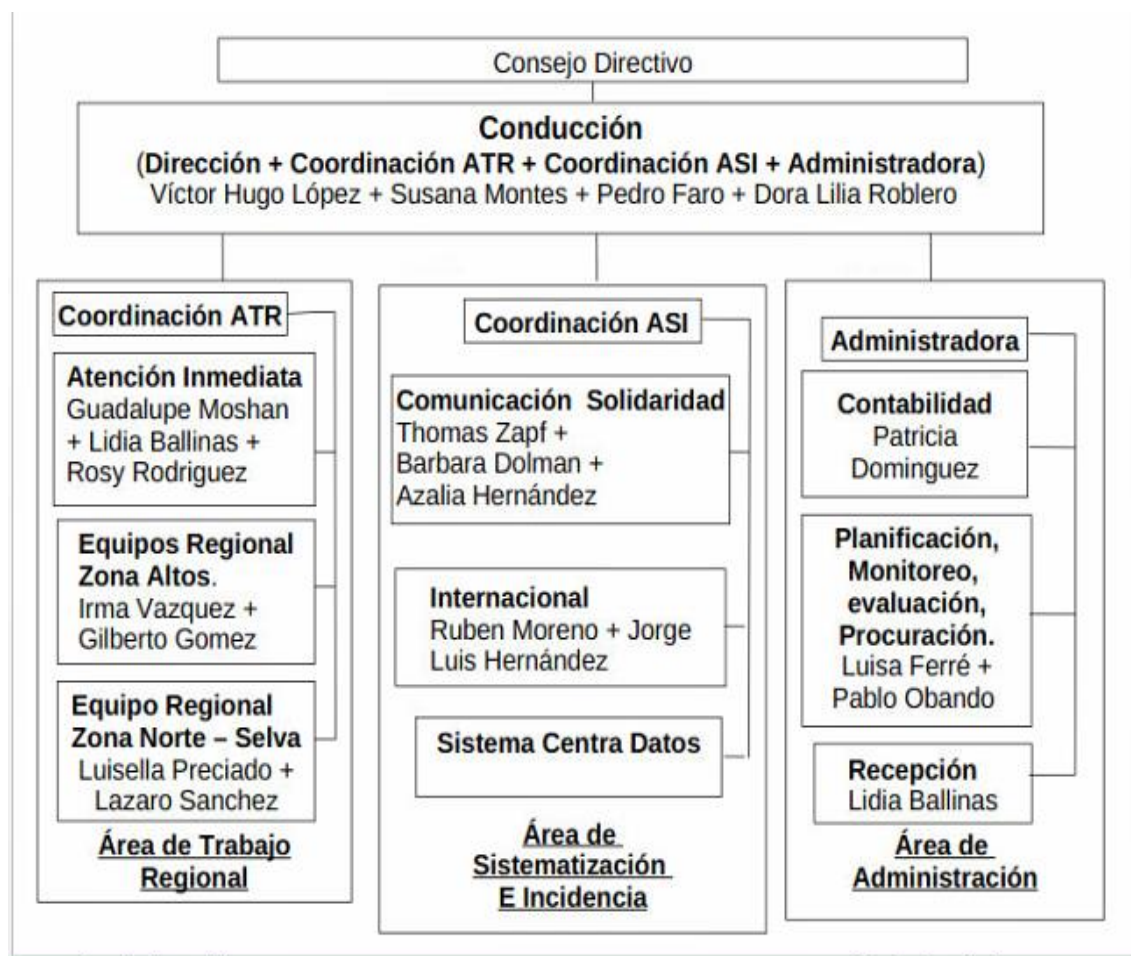 Consejo Directivo
Conducción
(Dirección + Coordinación ATR + Coordinación ASI + Administradora)
Víctor Hugo López + Susana Montes + Pedro Faro + Dora Lilia Roblero
Coordinación ATR
Atención Inmediata
Guadalupe Moshan
+ Lidia Ballinas +
Rosy Rodriguez
Equipos Regional
Zona Altos.
Irma Vazquez +
Gilberto Gomez
Equipo Regional
Zona Norte – Selva
Luisella Preciado +
Lazaro Sanchez
Área de Trabajo
Regional
Coordinación ASI
Comunicación Solidaridad
Thomas Zapf +
Barbara Dolman +
Azalia Hernández
Internacional
Ruben Moreno + Jorge
Luis Hernández
Sistema Centra Datos
Área de
Sistematización
E Incidencia
Administradora
Contabilidad
Patricia
Dominguez
Planificación,
Monitoreo,
evaluación,
Procuración.
Luisa Ferré +
Pablo Obando
Recepción
Lidia Ballinas
Área de
Administración